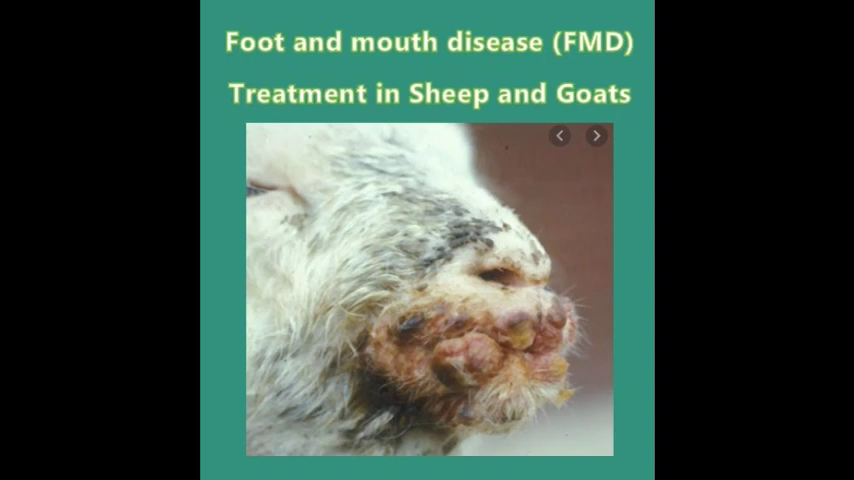 Foot and mouth disease (FMD)
Treatment in Sheep and Goats